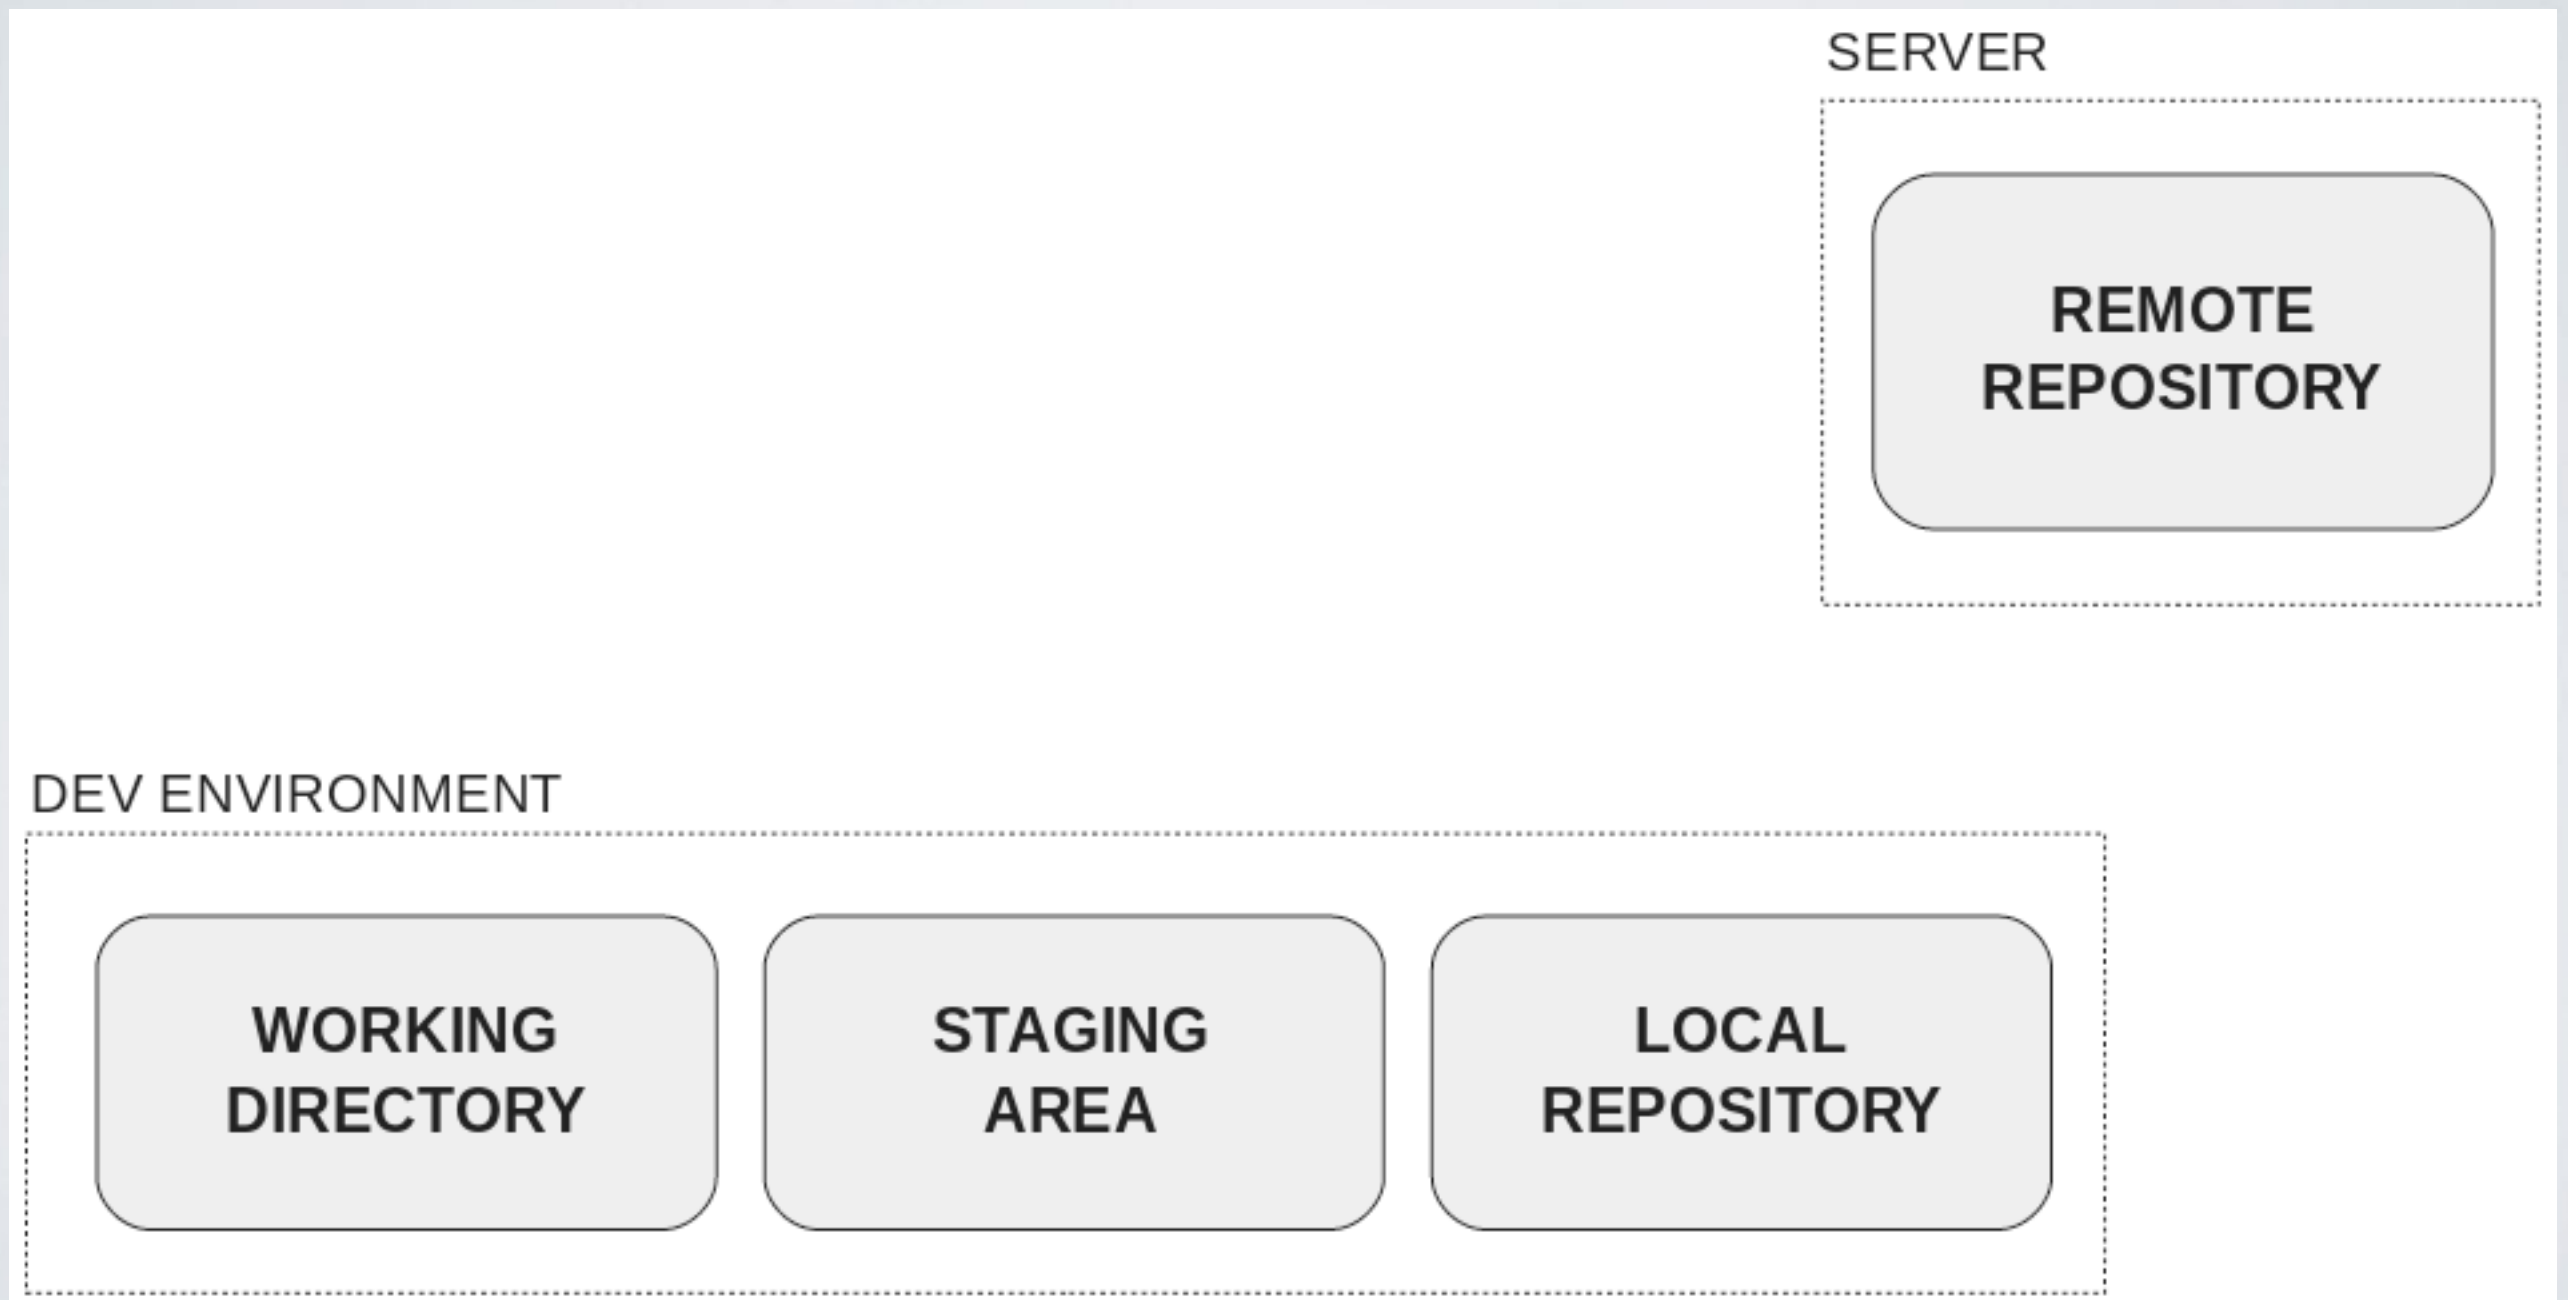 SERVER
REMOTE
REPOSITORY
DEV ENVIRONMENT
WORKING
DIRECTORY
STAGING
AREA
LOCAL
REPOSITORY